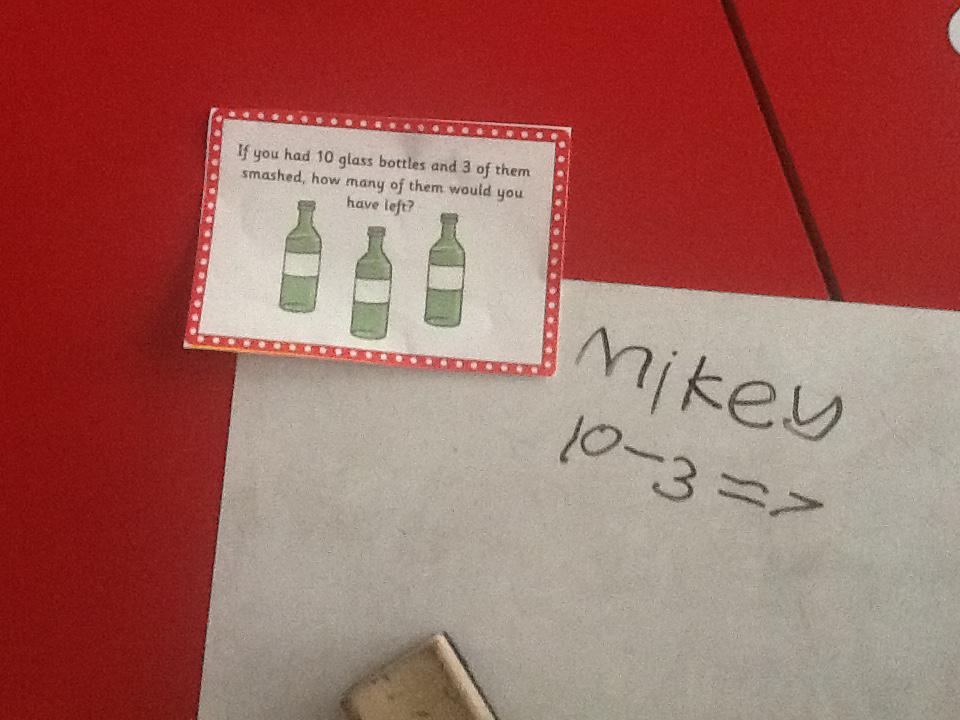 If you had 10 glass bottles and 3 of them
smashed, how many of them would you
have left?
Mikey
10-3=7